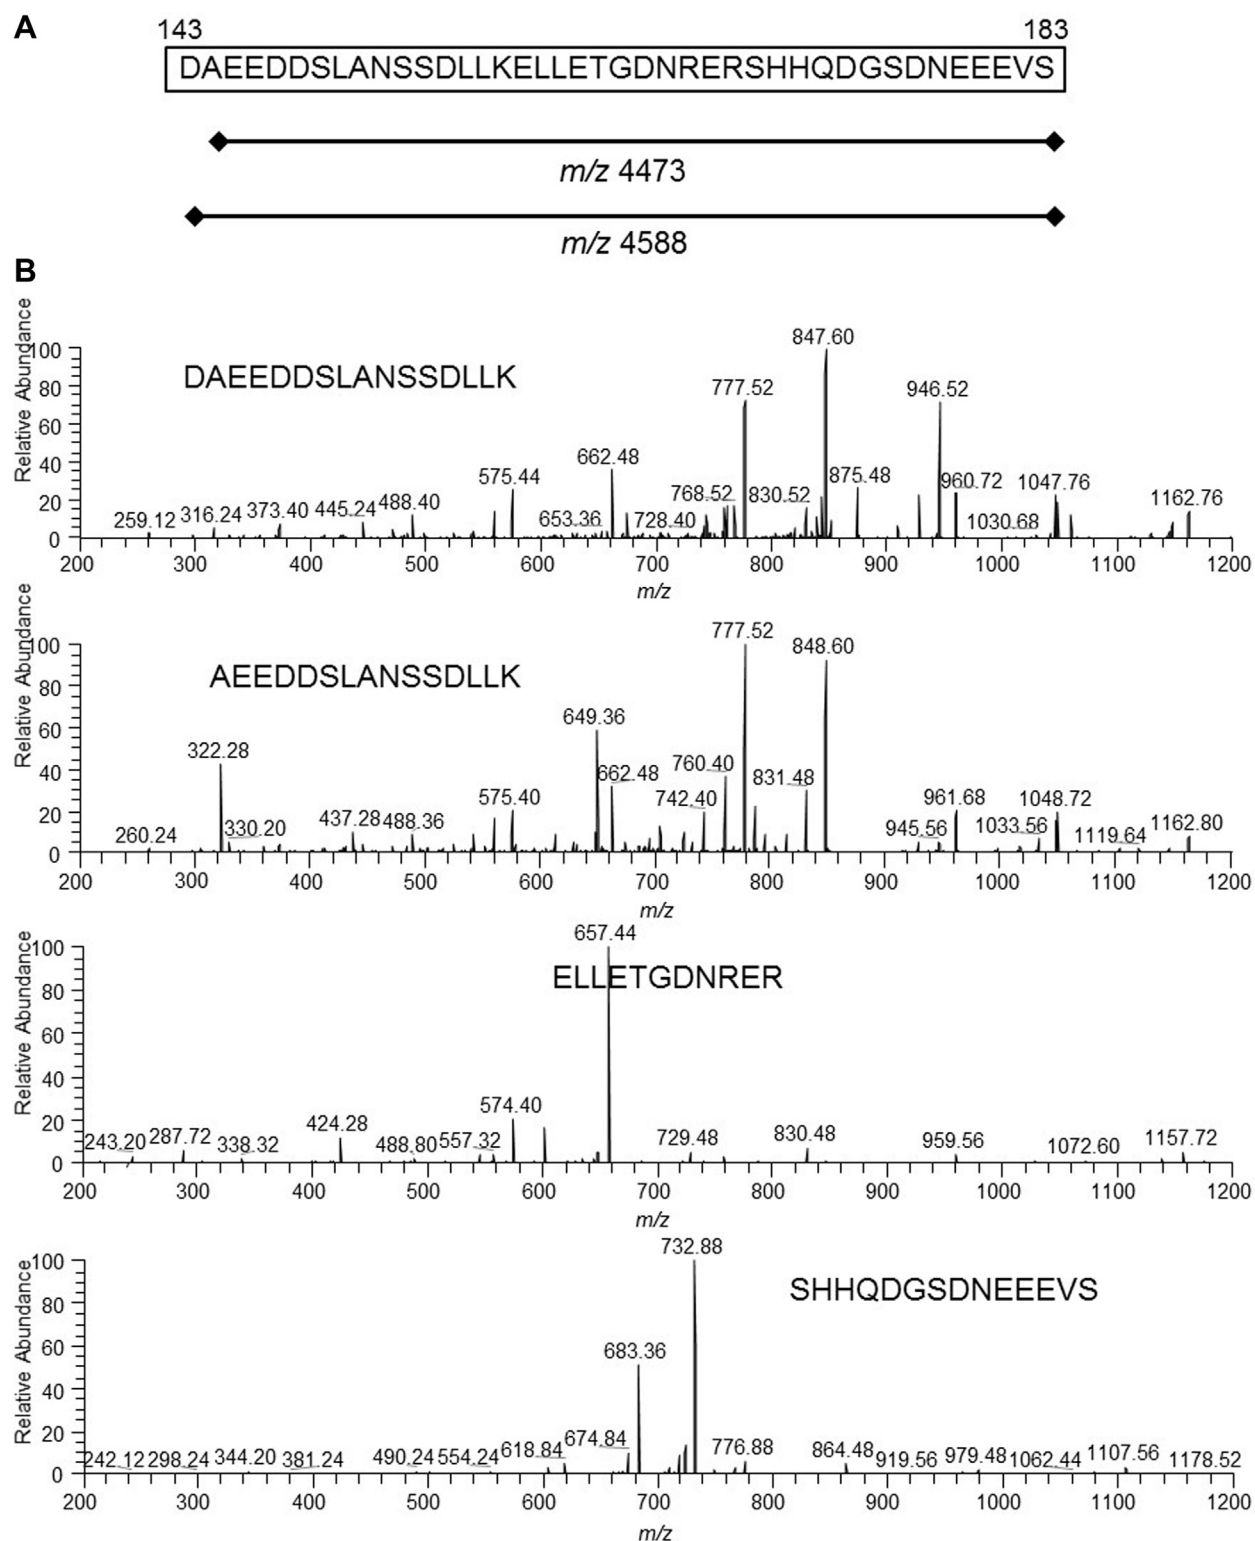 A
143 183
DAEEDDSLANSSDLLKELLETGDNRERSHHQDGSDNEEEVS
m/z 4473
m/z 4588
B
Relative Abundance
100
80
60
40
20
0
DAEEDDSLANSSDLLK
259.12 316.24 373.40 445.24 488.40 575.44 653.36 662.48 728.40 768.52 777.52 830.52 847.60 875.48 946.52 960.72 1030.68 1047.76 1162.76
200 300 400 500 600 700 800 900 1000 1100 1200
m/z
Relative Abundance
100
80
60
40
20
0
AEEDDSLANSSDLLK
260.24 322.28 330.20 437.28 488.36 575.40 649.36 662.48 742.40 760.40 777.52 831.48 848.60 945.56 961.68 1033.56 1048.72 1119.64 1162.80
200 300 400 500 600 700 800 900 1000 1100 1200
m/z
Relative Abundance
100
80
60
40
20
0
ELLETGDNRER
243.20 287.72 338.32 424.28 488.80 557.32 574.40 657.44 729.48 830.48 959.56 1072.60 1157.72
200 300 400 500 600 700 800 900 1000 1100 1200
m/z
Relative Abundance
100
80
60
40
20
0
SHHQDGSDNEEEVS
242.12 298.24 344.20 381.24 490.24 554.24 618.84 674.84 683.36 732.88 776.88 864.48 919.56 979.48 1062.44 1107.56 1178.52
200 300 400 500 600 700 800 900 1000 1100 1200
m/z